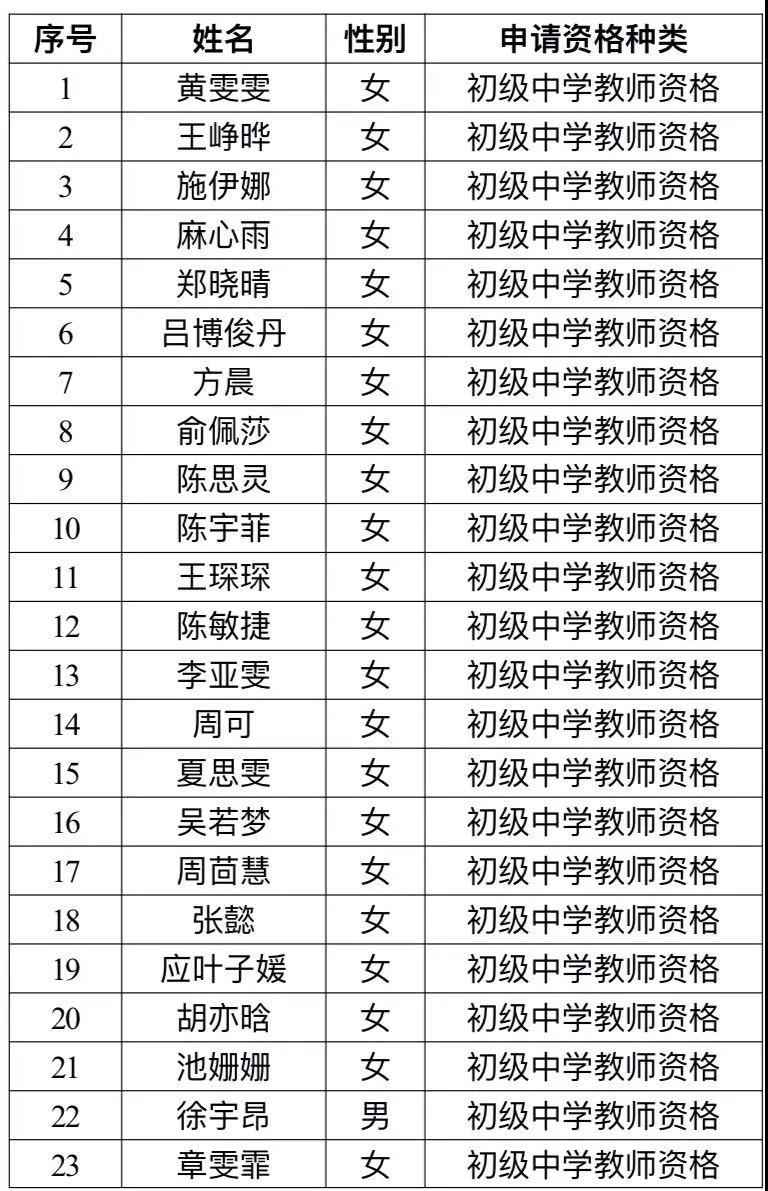 序号 姓名 性别 申请资格种类
1 黄雯雯 女 初级中学教师资格
2 王峥晔 女 初级中学教师资格
3 施伊娜 女 初级中学教师资格
4 麻心雨 女 初级中学教师资格
5 郑晓晴 女 初级中学教师资格
6 吕博俊丹 女 初级中学教师资格
7 方晨 女 初级中学教师资格
8 俞佩莎 女 初级中学教师资格
9 陈思灵 女 初级中学教师资格
10 陈宇菲 女 初级中学教师资格
11 王琛琛 女 初级中学教师资格
12 陈敏捷 女 初级中学教师资格
13 李亚雯 女 初级中学教师资格
14 周可 女 初级中学教师资格
15 夏思雯 女 初级中学教师资格
16 吴若梦 女 初级中学教师资格
17 周茴慧 女 初级中学教师资格
18 张懿 女 初级中学教师资格
19 应叶子媛 女 初级中学教师资格
20 胡亦晗 女 初级中学教师资格
21 池姗姗 女 初级中学教师资格
22 徐宇昂 男 初级中学教师资格
23 章雯霏 女 初级中学教师资格